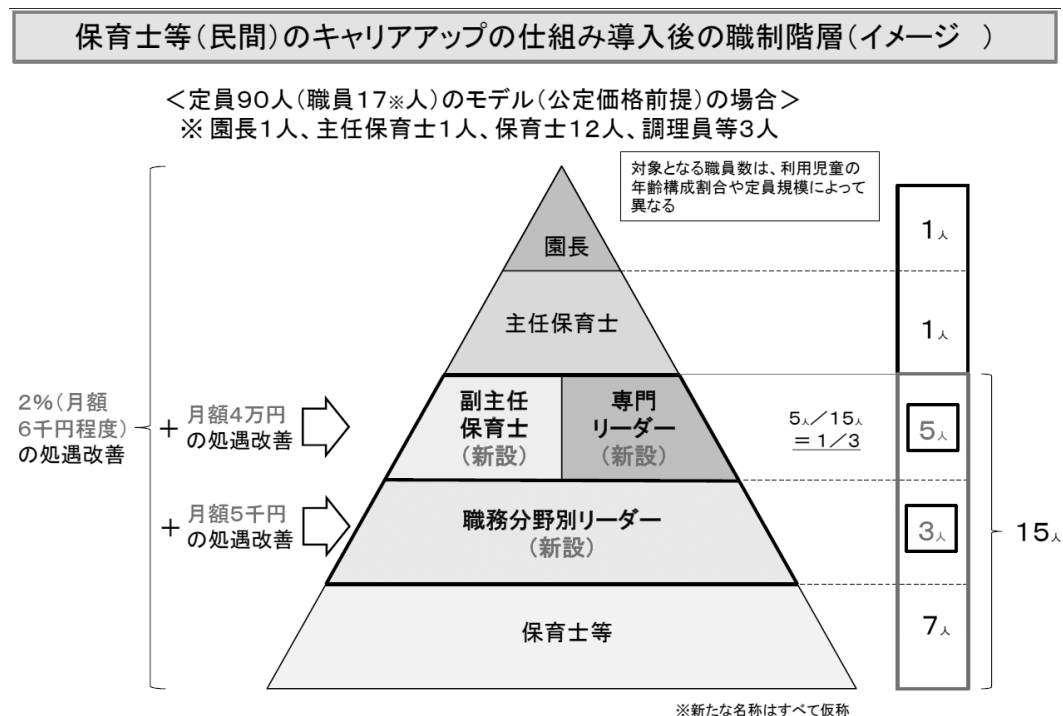 保育士等(民間)のキャリアアップの仕組み導入後の職制階層(イメージ )
＜定員90人(職員17※人)のモデル(公定価格前提)の場合＞
※ 園長1人、主任保育士1人、保育士12人、調理員等3人
対象となる職員数は、利用児童の
年齢構成割合や定員規模によって
異なる
園長
1人
主任保育士
1人
2%(月額
6千円程度)
の処遇改善
+ 月額4万円
の処遇改善
副主任
保育士
(新設)
専門
リーダー
(新設)
5人／15人
＝1／3
5人
+ 月額5千円
の処遇改善
職務分野別リーダー
(新設)
3人
15人
保育士等
7人
※新たな名称はすべて仮称